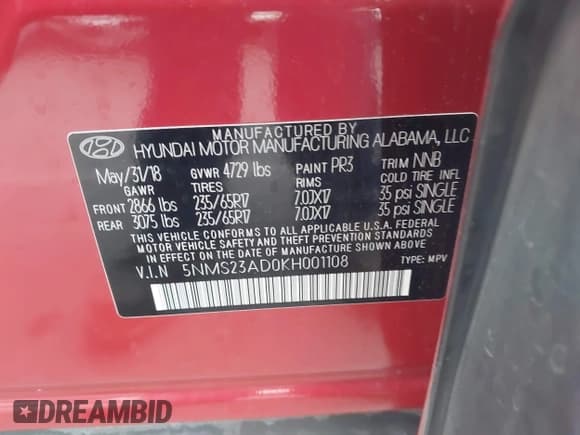 MANUFACTURED BY
HYUNDAI MOTOR MANUFACTURING ALABAMA, LLC
May/31/18 GVWR 4729 lbs PAINT PR3 TRIM NNB
GAWR TIRES RIMS COLD TIRE INFL
FRONT 2866 lbs 235/65R17 7.0JX17 35 psi SINGLE
REAR 3075 lbs 235/65R17 7.0JX17 35 psi SINGLE
THIS VEHICLE CONFORMS TO ALL APPLICABLE U.S.A. FEDERAL
MOTOR VEHICLE SAFETY AND THEFT PREVENTION STANDARDS
IN EFFECT ON THE DATE OF MANUFACTURE SHOWN ABOVE.
V.I.N 5NMS23AD0KH001108 TYPE: MPV
DREAMBID